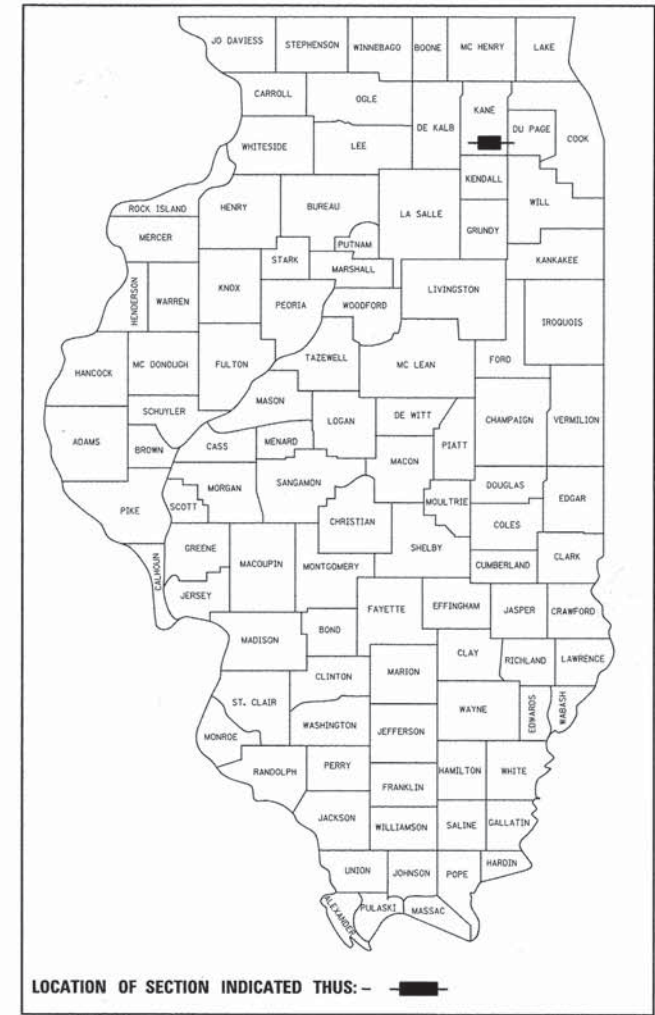 JO DAVIESS STEPHENSON WINNEBAGO BOONE MC HENRY LAKE
CARROLL OGLE DE KALB KANE DU PAGE COOK
WHITESIDE LEE KENDALL WILL
ROCK ISLAND HENRY BUREAU LA SALLE GRUNDY
MERCER PUTNAM KANKAKEE
STARK MARSHALL
HENDERSON WARREN KNOX PEORIA WOODFORD LIVINGSTON IROQUOIS
HANCOCK MC DONOUGH FULTON TAZEWELL MC LEAN FORD
SCHUYLER MASON LOGAN DE WITT CHAMPAIGN VERMILION
ADAMS BROWN CASS MENARD MACON PIATT
PIKE SCOTT MORGAN SANGAMON MOULTRIE DOUGLAS EDGAR
CHRISTIAN COLES
CALHOUN GREENE MACOUPIN MONTGOMERY SHELBY CUMBERLAND CLARK
JERSEY FAYETTE EFFINGHAM JASPER CRAWFORD
MADISON BOND CLAY RICHLAND LAWRENCE
CLINTON MARION
ST. CLAIR WASHINGTON WAYNE EDWARDS WABASH
MONROE JEFFERSON
RANDOLPH PERRY HAMILTON WHITE
FRANKLIN
JACKSON WILLIAMSON SALINE GALLATIN
UNION JOHNSON POPE HARDIN
ALEXANDER PULASKI MASSAC
LOCATION OF SECTION INDICATED THUS: –